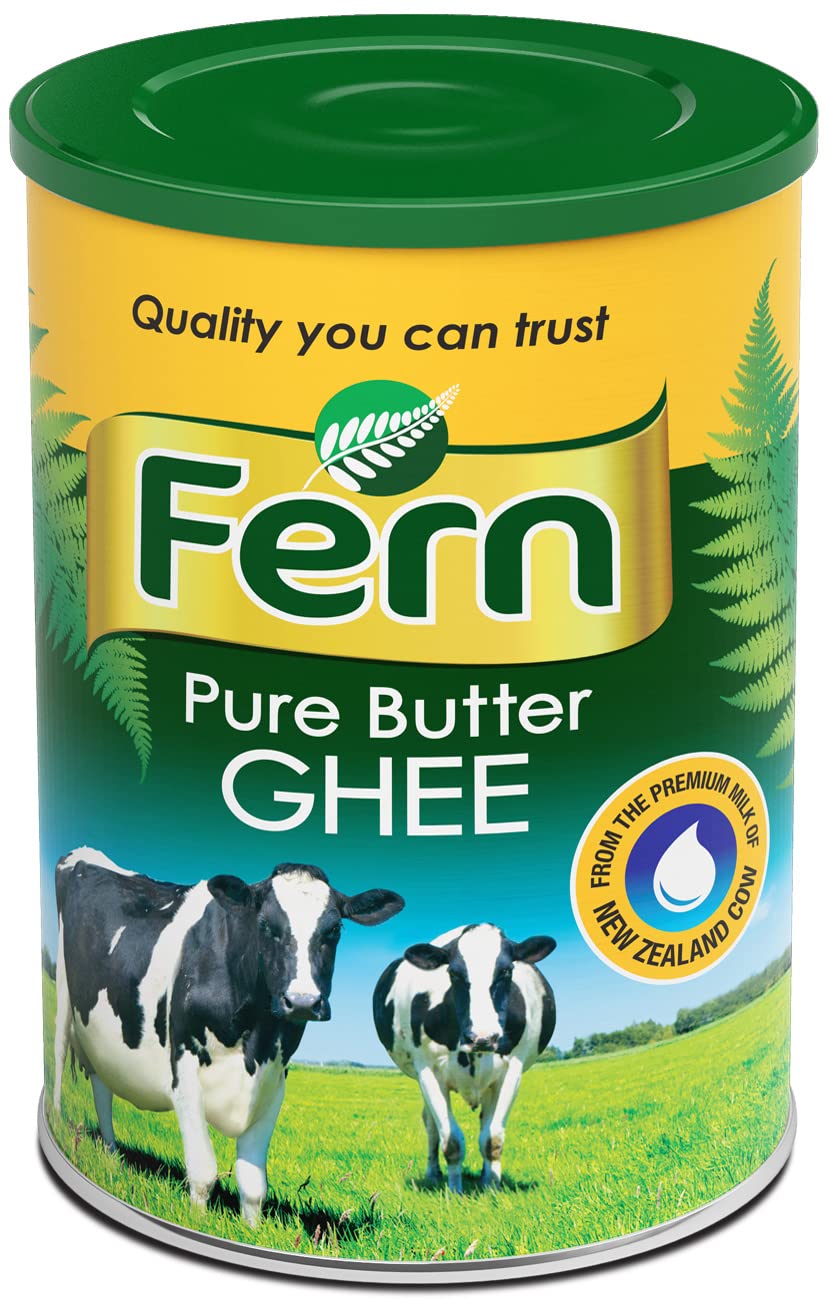 Quality you can trust
Fern
Pure Butter
GHEE
FROM THE PREMIUM MILK OF
NEW ZEALAND COW